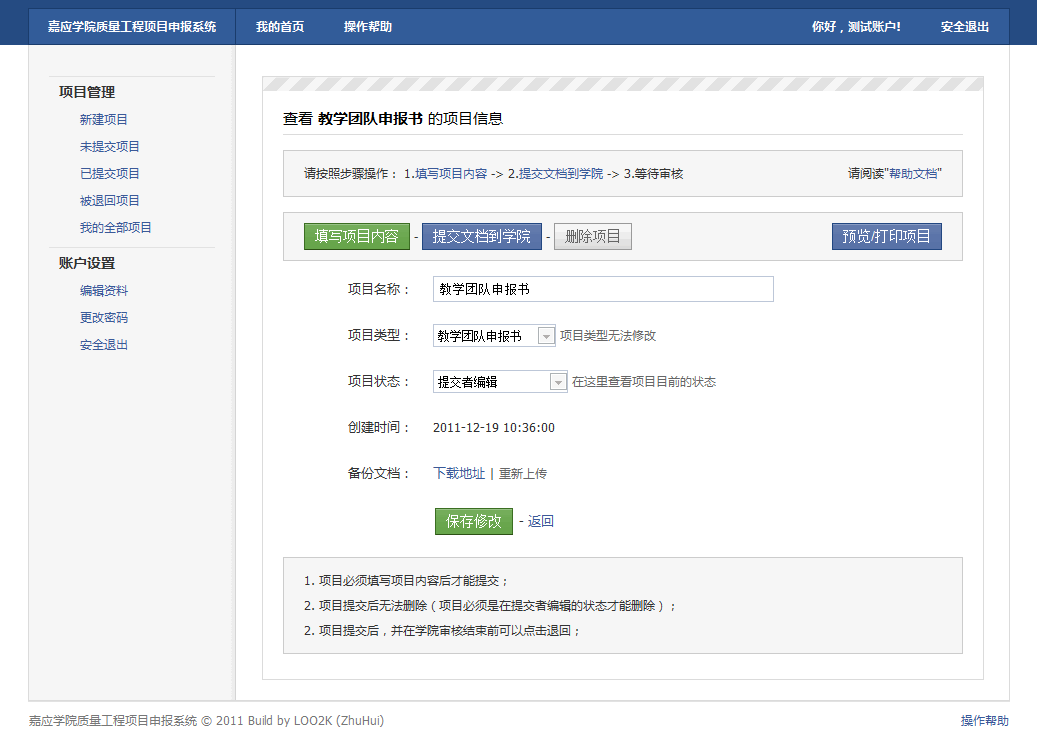 嘉应学院质量工程项目申报系统 我的首页 操作帮助 你好，测试账户! 安全退出
项目管理
新建项目
未提交项目
已提交项目
被退回项目
我的全部项目
账户设置
编辑资料
更改密码
安全退出
查看 教学团队申报书 的项目信息
请按照步骤操作： 1.填写项目内容 -> 2.提交文档到学院 -> 3.等待审核 请阅读"帮助文档"
填写项目内容 - 提交文档到学院 - 删除项目 预览/打印项目
项目名称： 教学团队申报书
项目类型： 教学团队申报书 项目类型无法修改
项目状态： 提交者编辑 在这里查看项目目前的状态
创建时间： 2011-12-19 10:36:00
备份文档： 下载地址 | 重新上传
保存修改 - 返回
1. 项目必须填写项目内容后才能提交；
2. 项目提交后无法删除（项目必须是在提交者编辑的状态才能删除）；
2. 项目提交后，并在学院审核结束前可以点击退回；
嘉应学院质量工程项目申报系统 © 2011 Build by LOO2K (ZhuHui) 操作帮助